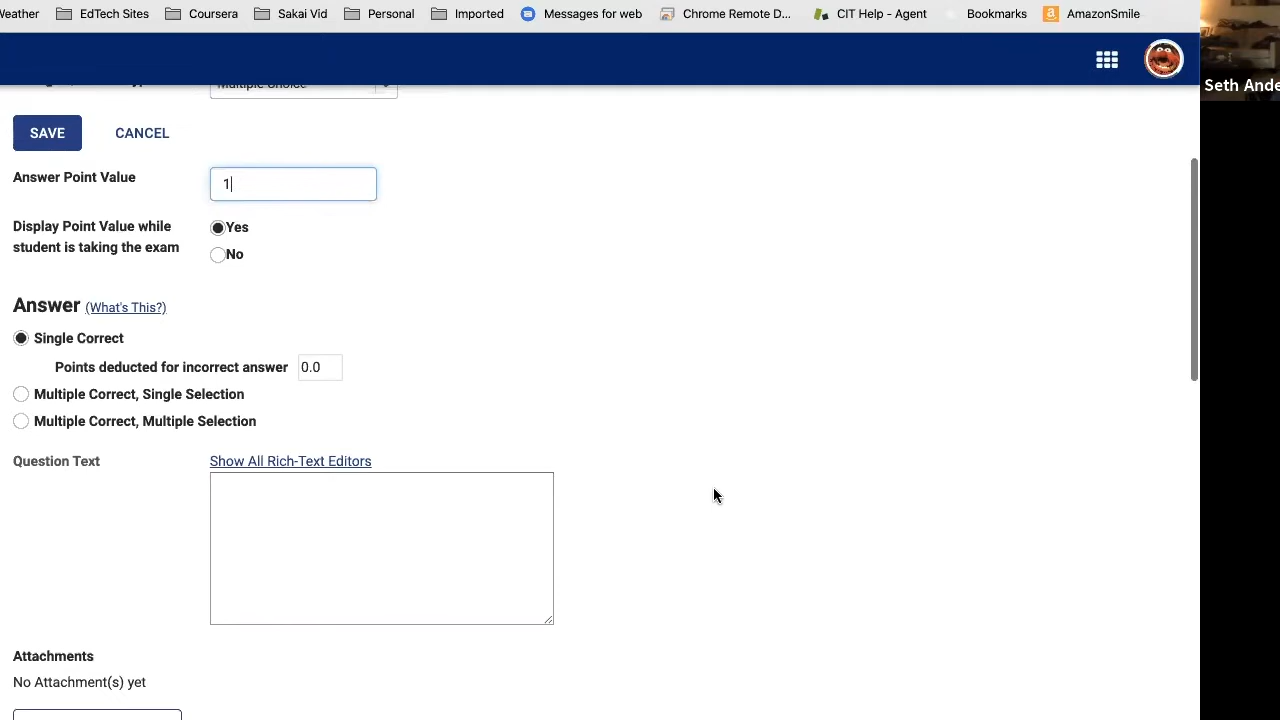 Weather EdTech Sites Coursera Sakai Vid Personal Imported Messages for web Chrome Remote D... CIT Help - Agent Bookmarks AmazonSmile
Seth Ande
Multiple Choice
SAVE CANCEL
Answer Point Value 1
Display Point Value while
student is taking the exam
Yes
No
Answer (What's This?)
Single Correct
Points deducted for incorrect answer 0.0
Multiple Correct, Single Selection
Multiple Correct, Multiple Selection
Question Text Show All Rich-Text Editors
Attachments
No Attachment(s) yet